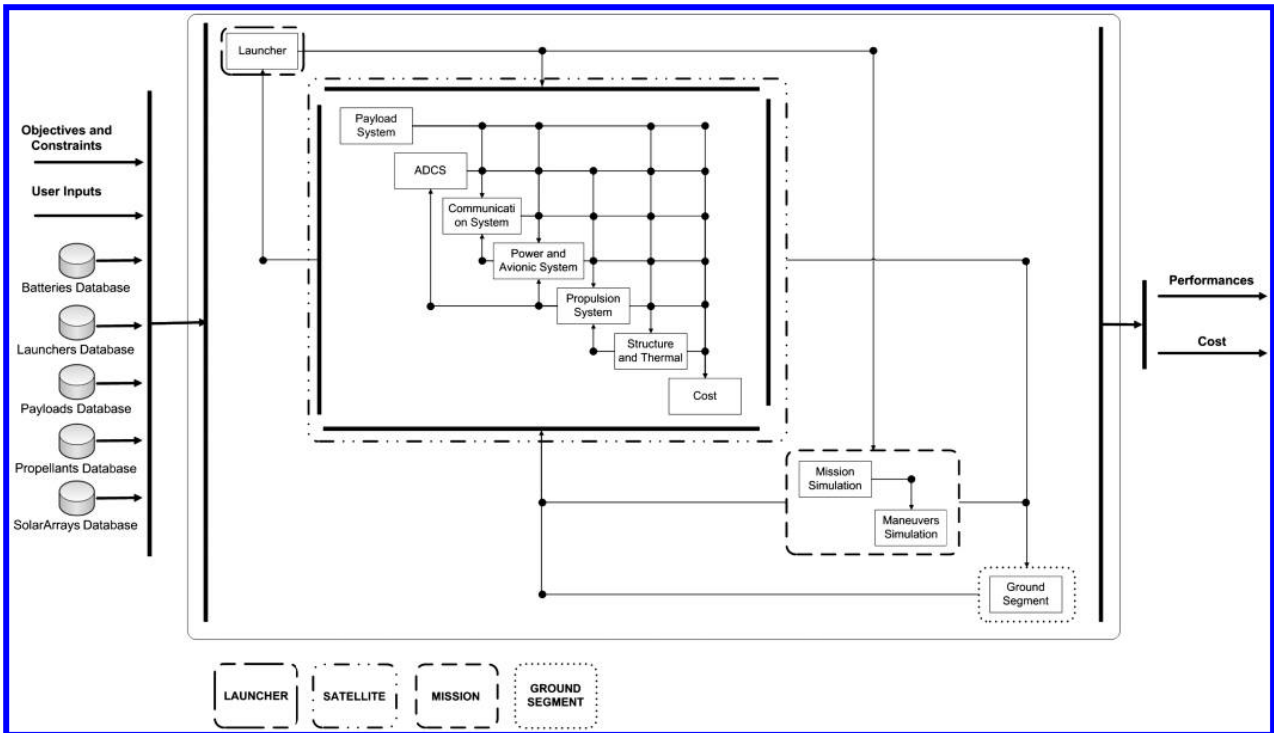 Launcher
Objectives and
Constraints
User Inputs
Batteries Database
Launchers Database
Payloads Database
Propellants Database
SolarArrays Database
Payload
System
ADCS
Communicati
on System
Power and
Avionic System
Propulsion
System
Structure
and Thermal
Cost
Mission
Simulation
Maneuvers
Simulation
Ground
Segment
Performances
Cost
LAUNCHER
SATELLITE
MISSION
GROUND
SEGMENT